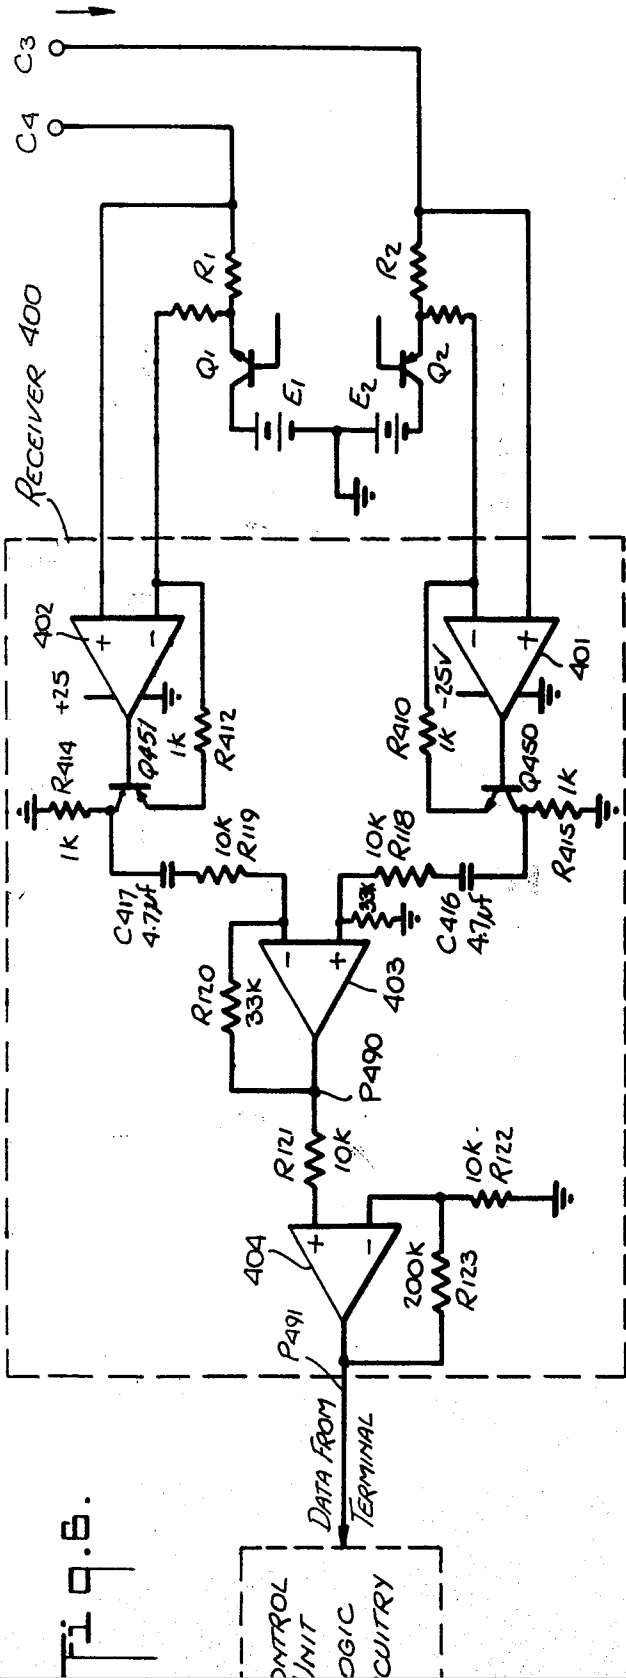 Fig.6.
C4
C3
RECEIVER 400
R1
R2
Q1
Q2
E1
E2
402
+
−
+25
Q451
1K
R412
R414
1K
C417
4.7µf
10K
R119
R120
33K
−
+
403
33K
10K
R118
C416
4.7µf
R410
1K
-25V
−
+
401
Q450
1K
R415
P490
R121
10K
404
+
−
10K
R122
200K
R123
P491
DATA FROM
TERMINAL
ONTROL
UNIT
OGIC
CUITRY